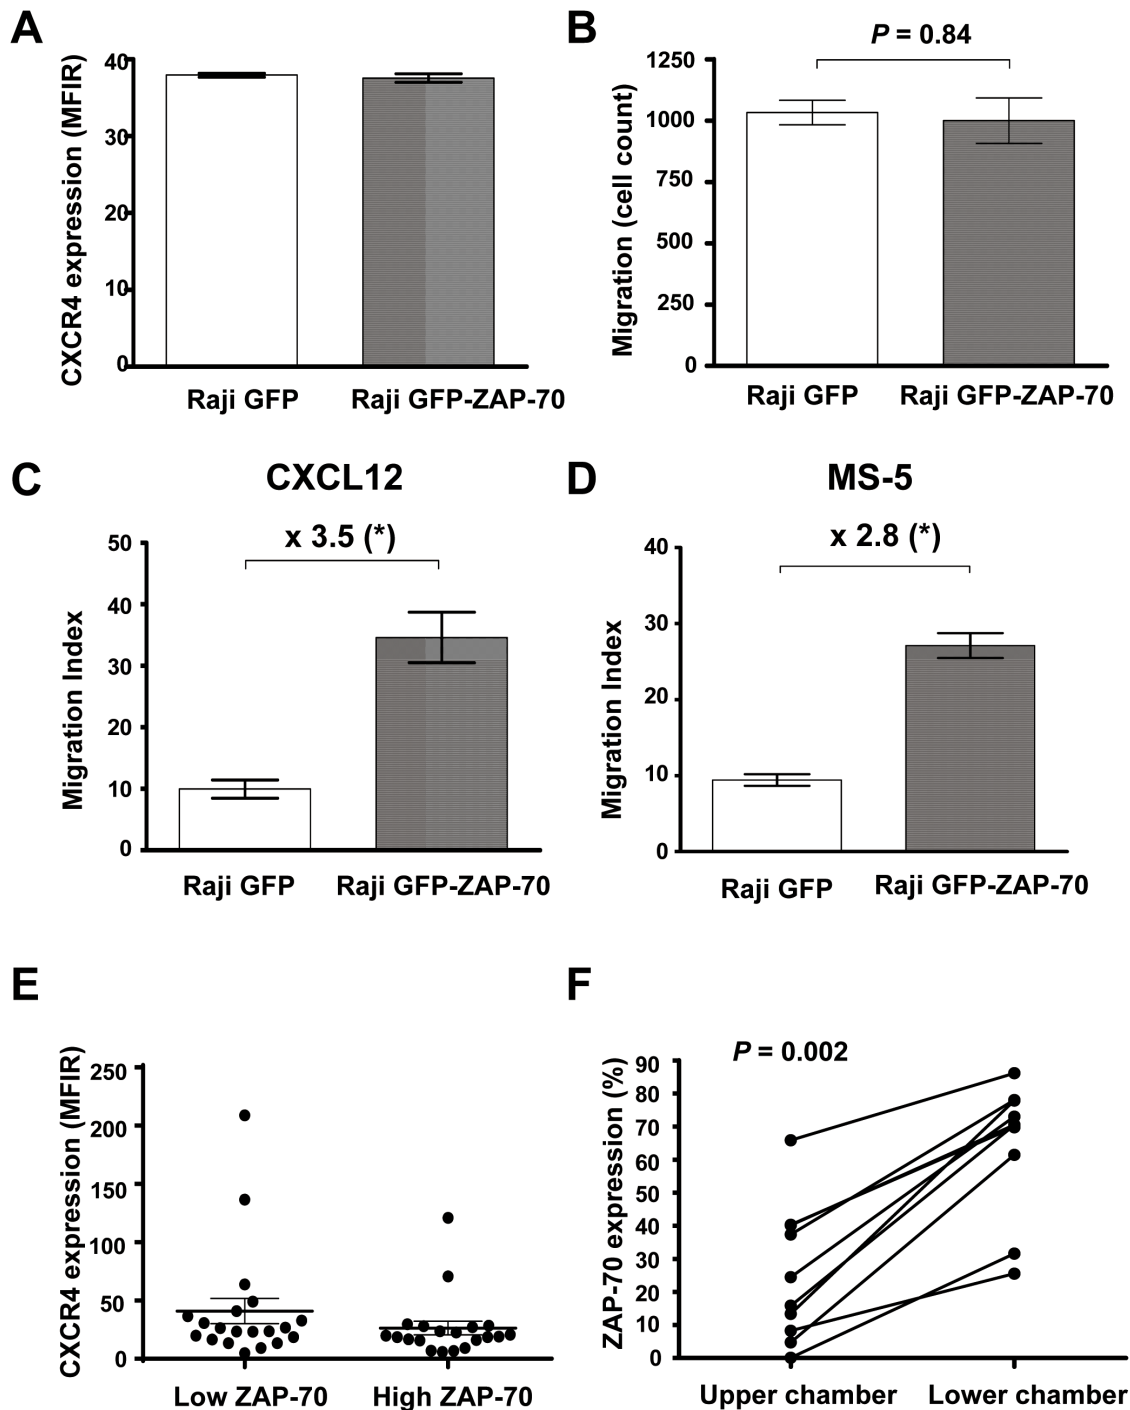 A
CXCR4 expression (MFIR)
40
30
20
10
0
Raji GFP
Raji GFP-ZAP-70
B
P = 0.84
Migration (cell count)
1250
1000
750
500
250
0
Raji GFP
Raji GFP-ZAP-70
C
CXCL12
x 3.5 (*)
Migration Index
50
40
30
20
10
0
Raji GFP
Raji GFP-ZAP-70
D
MS-5
x 2.8 (*)
Migration Index
40
30
20
10
0
Raji GFP
Raji GFP-ZAP-70
E
CXCR4 expression (MFIR)
250
200
150
100
50
0
Low ZAP-70
High ZAP-70
F
P = 0.002
ZAP-70 expression (%)
90
80
70
60
50
40
30
20
10
0
Upper chamber
Lower chamber